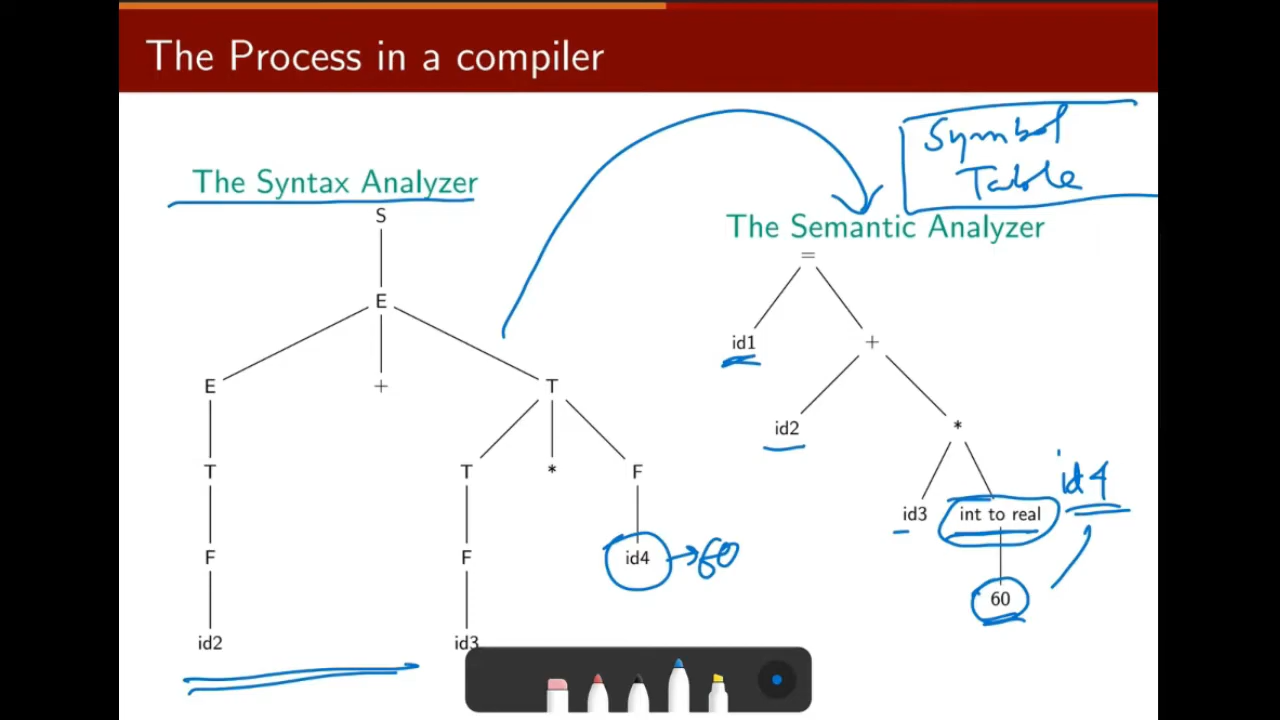 The Process in a compiler
Symbol
Table
The Syntax Analyzer
S
E
E + T
T T * F
F F id4 → 60
id2 id3
The Semantic Analyzer
=
id1 +
id2 *
id3 int to real id4
60